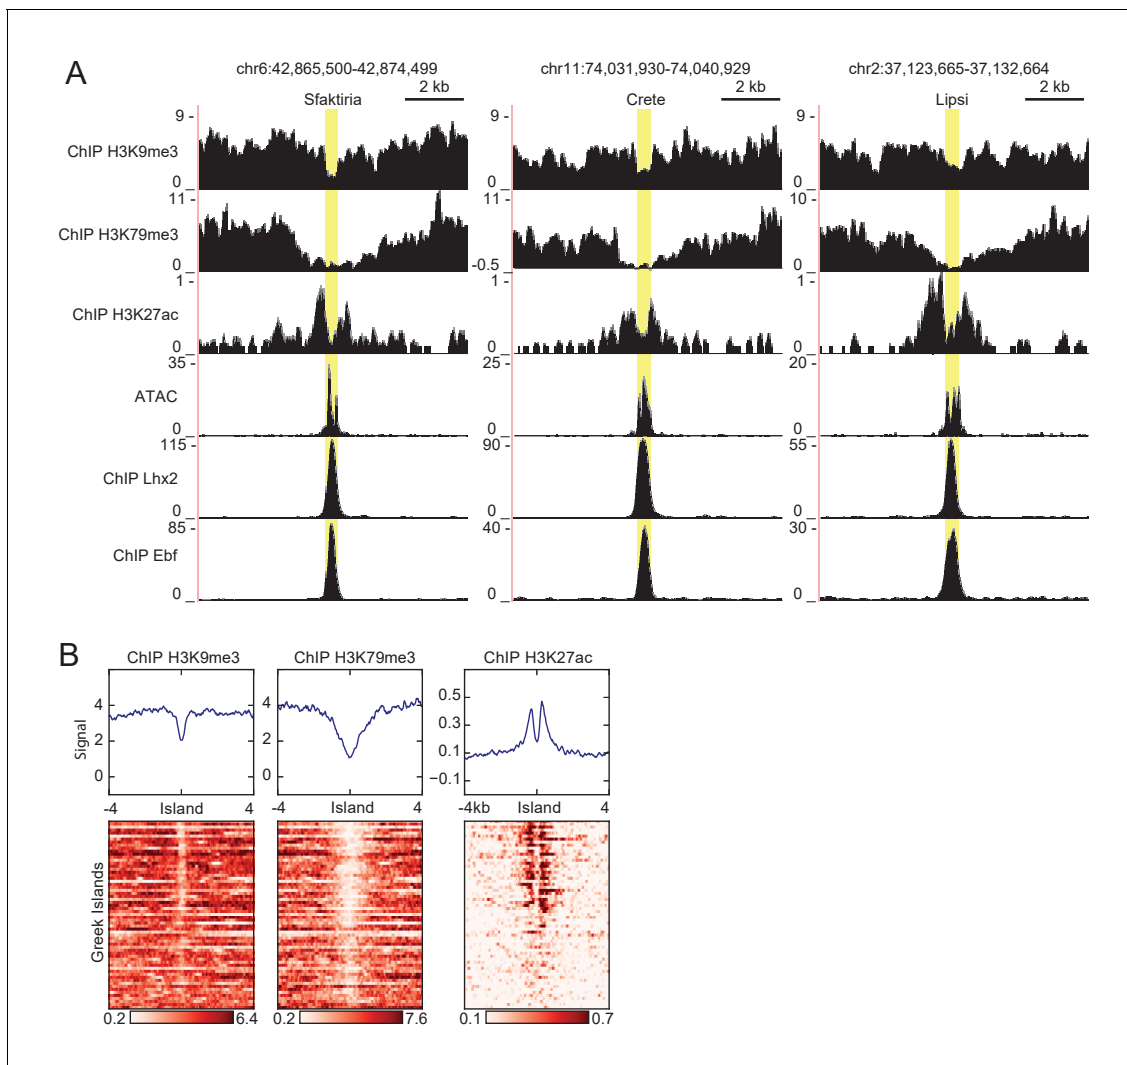 A
chr6:42,865,500-42,874,499
chr11:74,031,930-74,040,929
chr2:37,123,665-37,132,664
2 kb
2 kb
2 kb
Sfaktiria
Crete
Lipsi
ChIP H3K9me3
9 -
0 _
9 -
0 _
9 -
0 _
ChIP H3K79me3
11 -
0 _
11 -
-0.5 _
10 -
0 _
ChIP H3K27ac
1 -
0 _
1 -
0 _
1 -
0 _
ATAC
35 -
0 _
25 -
0 _
20 -
0 _
ChIP Lhx2
115 -
0 _
90 -
0 _
55 -
0 _
ChIP Ebf
85 -
0 _
40 -
0 _
30 -
0 _
B
ChIP H3K9me3
ChIP H3K79me3
ChIP H3K27ac
Signal
4
2
0
4
2
0
0.5
0.3
0.1
−0.1
-4 Island 4
-4 Island 4
-4kb Island 4
Greek Islands
0.2 6.4
0.2 7.6
0.1 0.7